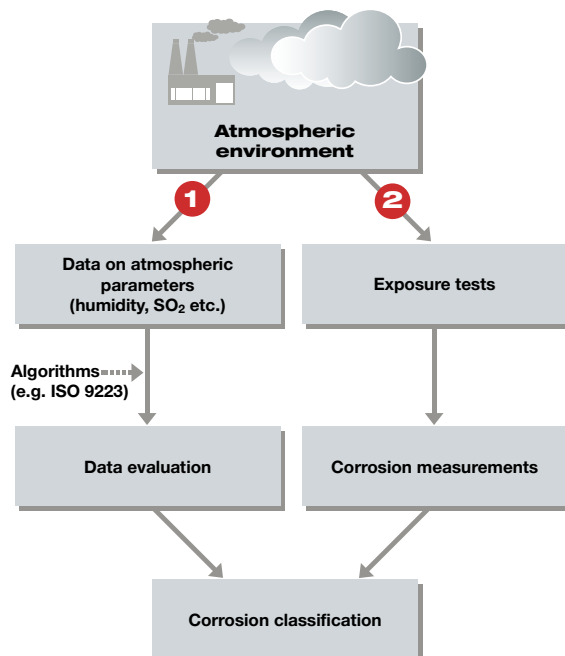 Atmospheric
environment
1
2
Data on atmospheric
parameters
(humidity, SO₂ etc.)
Exposure tests
Algorithms
(e.g. ISO 9223)
Data evaluation
Corrosion measurements
Corrosion classification